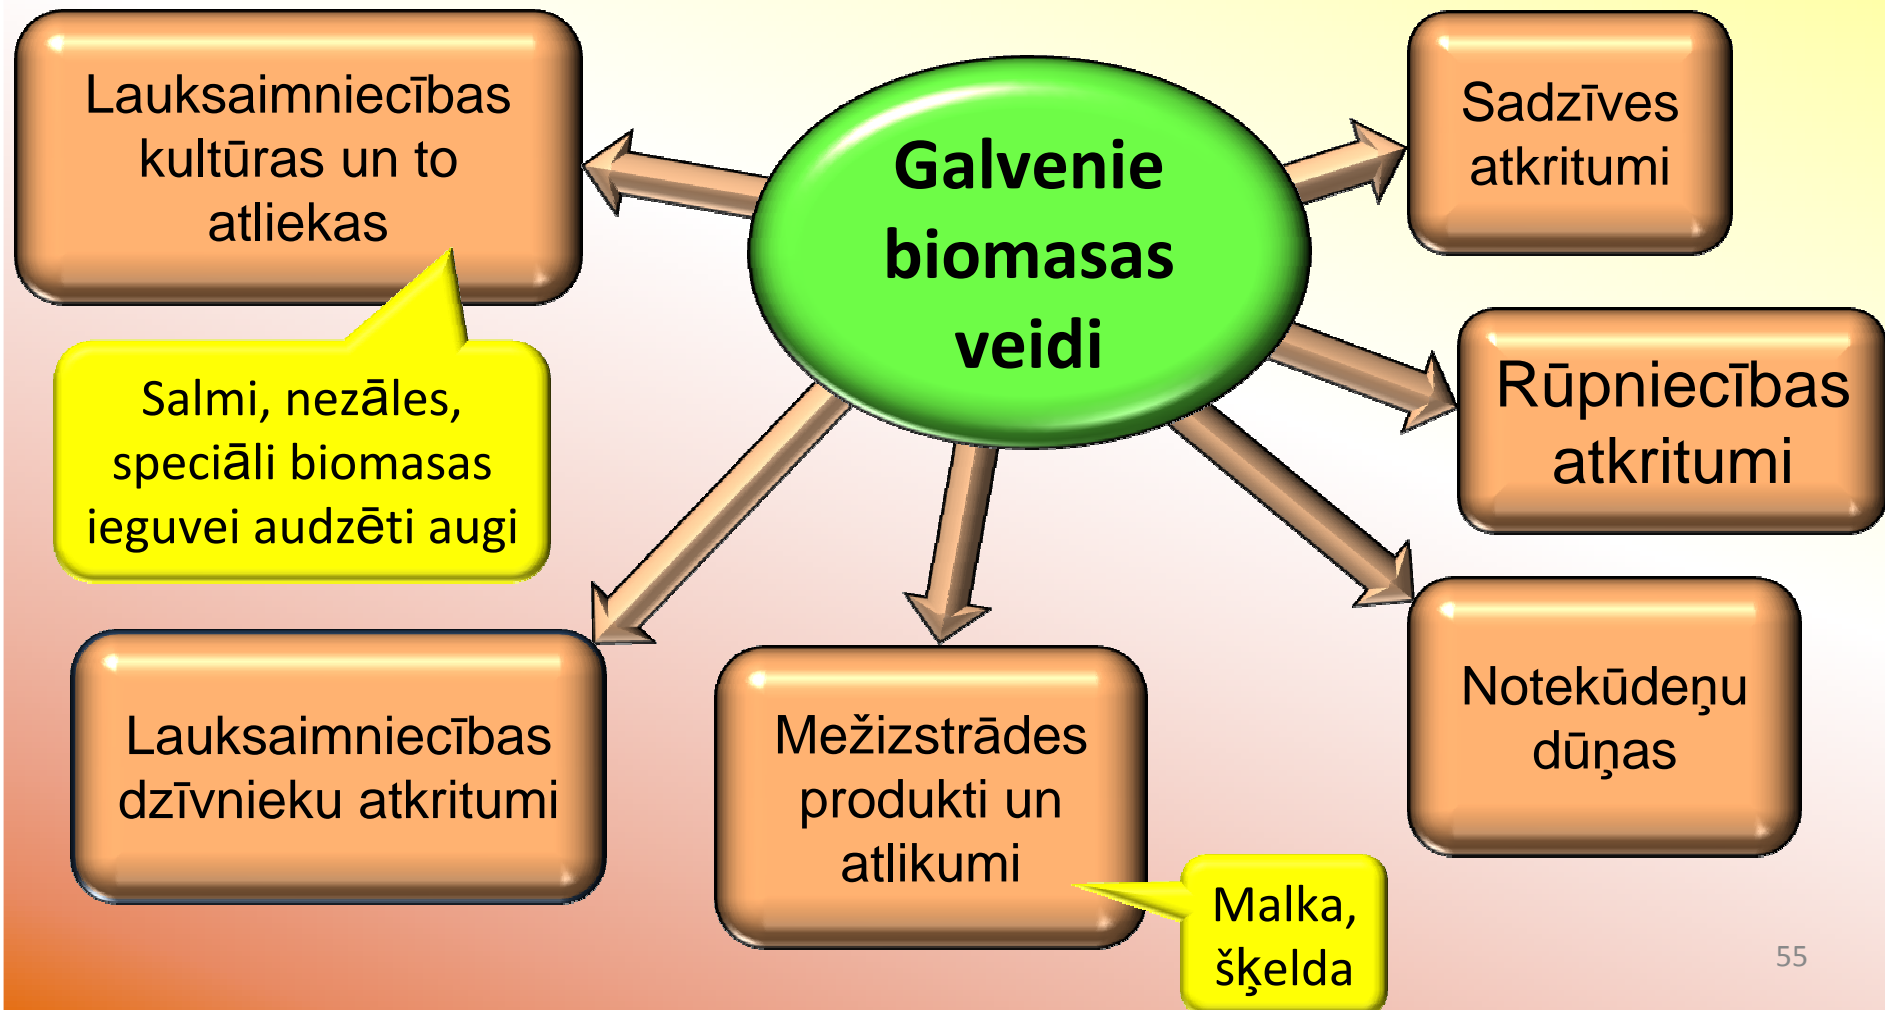 Galvenie
biomasas
veidi
Lauksaimniecības
kultūras un to
atliekas
Salmi, nezāles,
speciāli biomasas
ieguvei audzēti augi
Lauksaimniecības
dzīvnieku atkritumi
Mežizstrādes
produkti un
atlikumi
Malka,
šķelda
Notekūdeņu
dūņas
Rūpniecības
atkritumi
Sadzīves
atkritumi
55